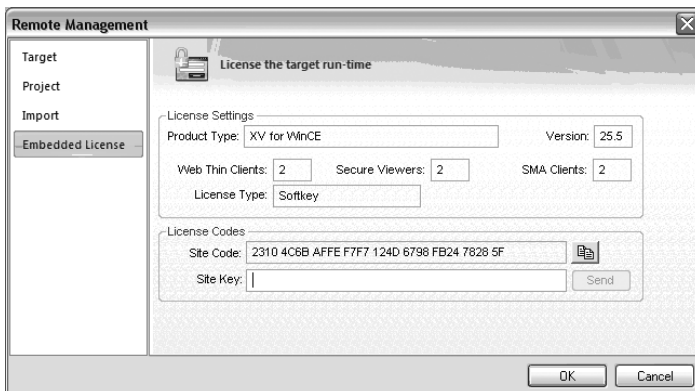 Remote Management
Target
Project
Import
Embedded License
License the target run-time
License Settings
Product Type: XV for WinCE Version: 25.5
Web Thin Clients: 2 Secure Viewers: 2 SMA Clients: 2
License Type: Softkey
License Codes
Site Code: 2310 4C6B AFFE F7F7 124D 6798 FB24 7828 5F
Site Key:
Send
OK Cancel